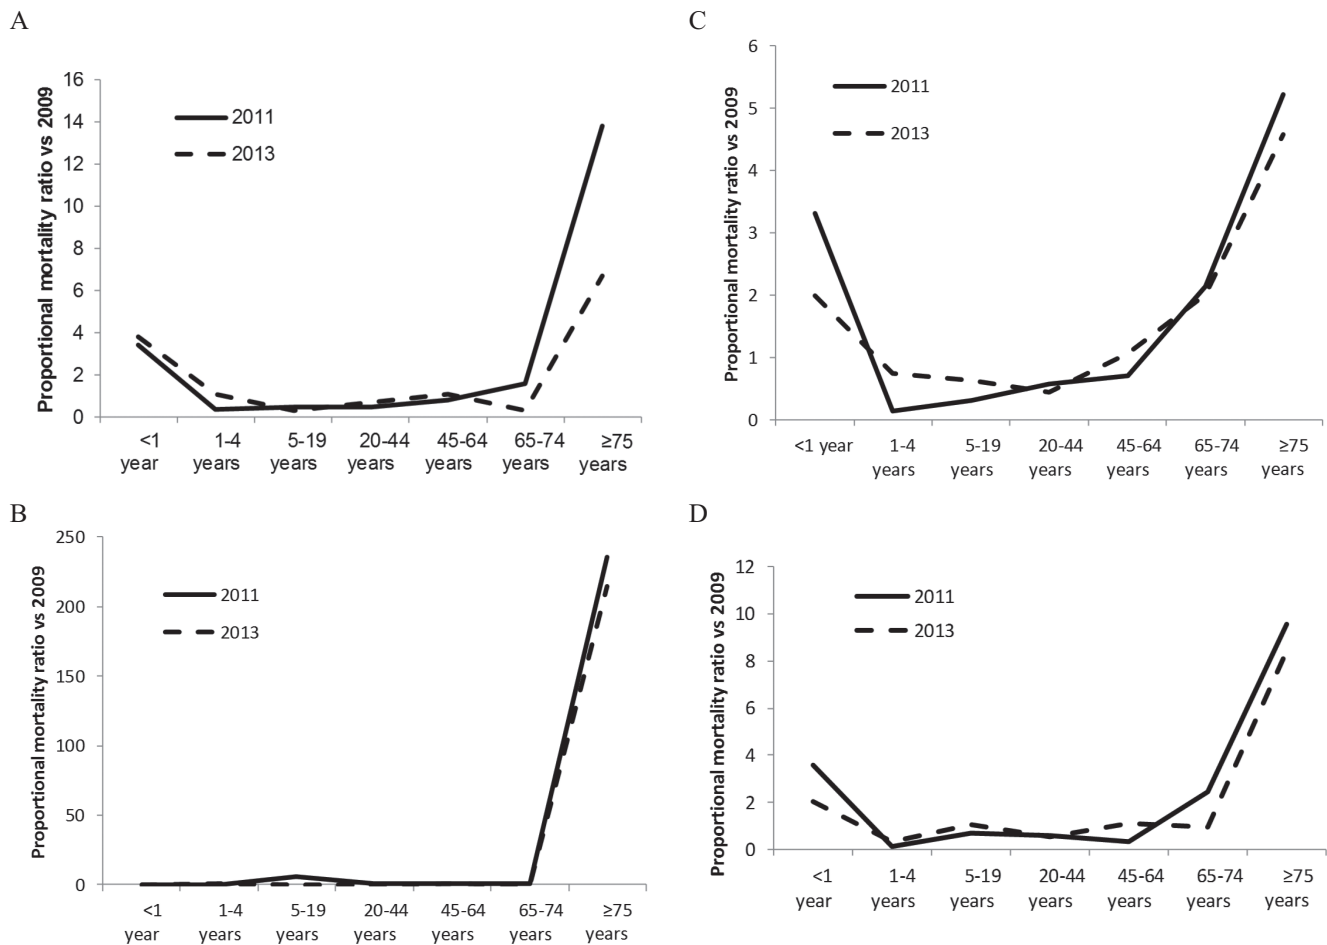 A
Proportional mortality ratio vs 2009
16
14
12
10
8
6
4
2
0
2011
2013
<1 1-4 5-19 20-44 45-64 65-74 ≥75
year years years years years years years
C
Proportional mortality ratio vs 2009
6
5
4
3
2
1
0
2011
2013
<1 year 1-4 5-19 20-44 45-64 65-74 ≥75
years years years years years years
B
Proportional mortality ratio vs 2009
250
200
150
100
50
0
2011
2013
<1 1-4 5-19 20-44 45-64 65-74 ≥75
year years years years years years years
D
Proportional mortality ratio vs 2009
12
10
8
6
4
2
0
2011
2013
<1 1-4 5-19 20-44 45-64 65-74 ≥75
year years years years years years years